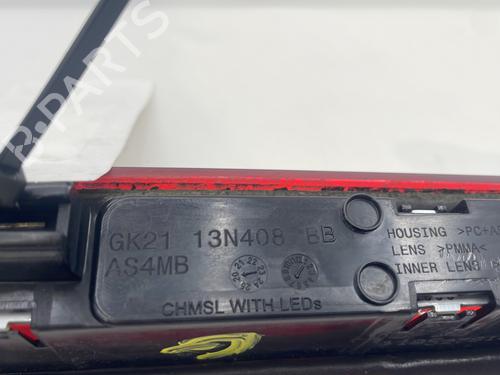 GK21 13N408 BB
AS4MB
CHMSL WITH LEDs
HOUSING >PC+A
LENS >PMMA<
INNER LENS
B-PARTS